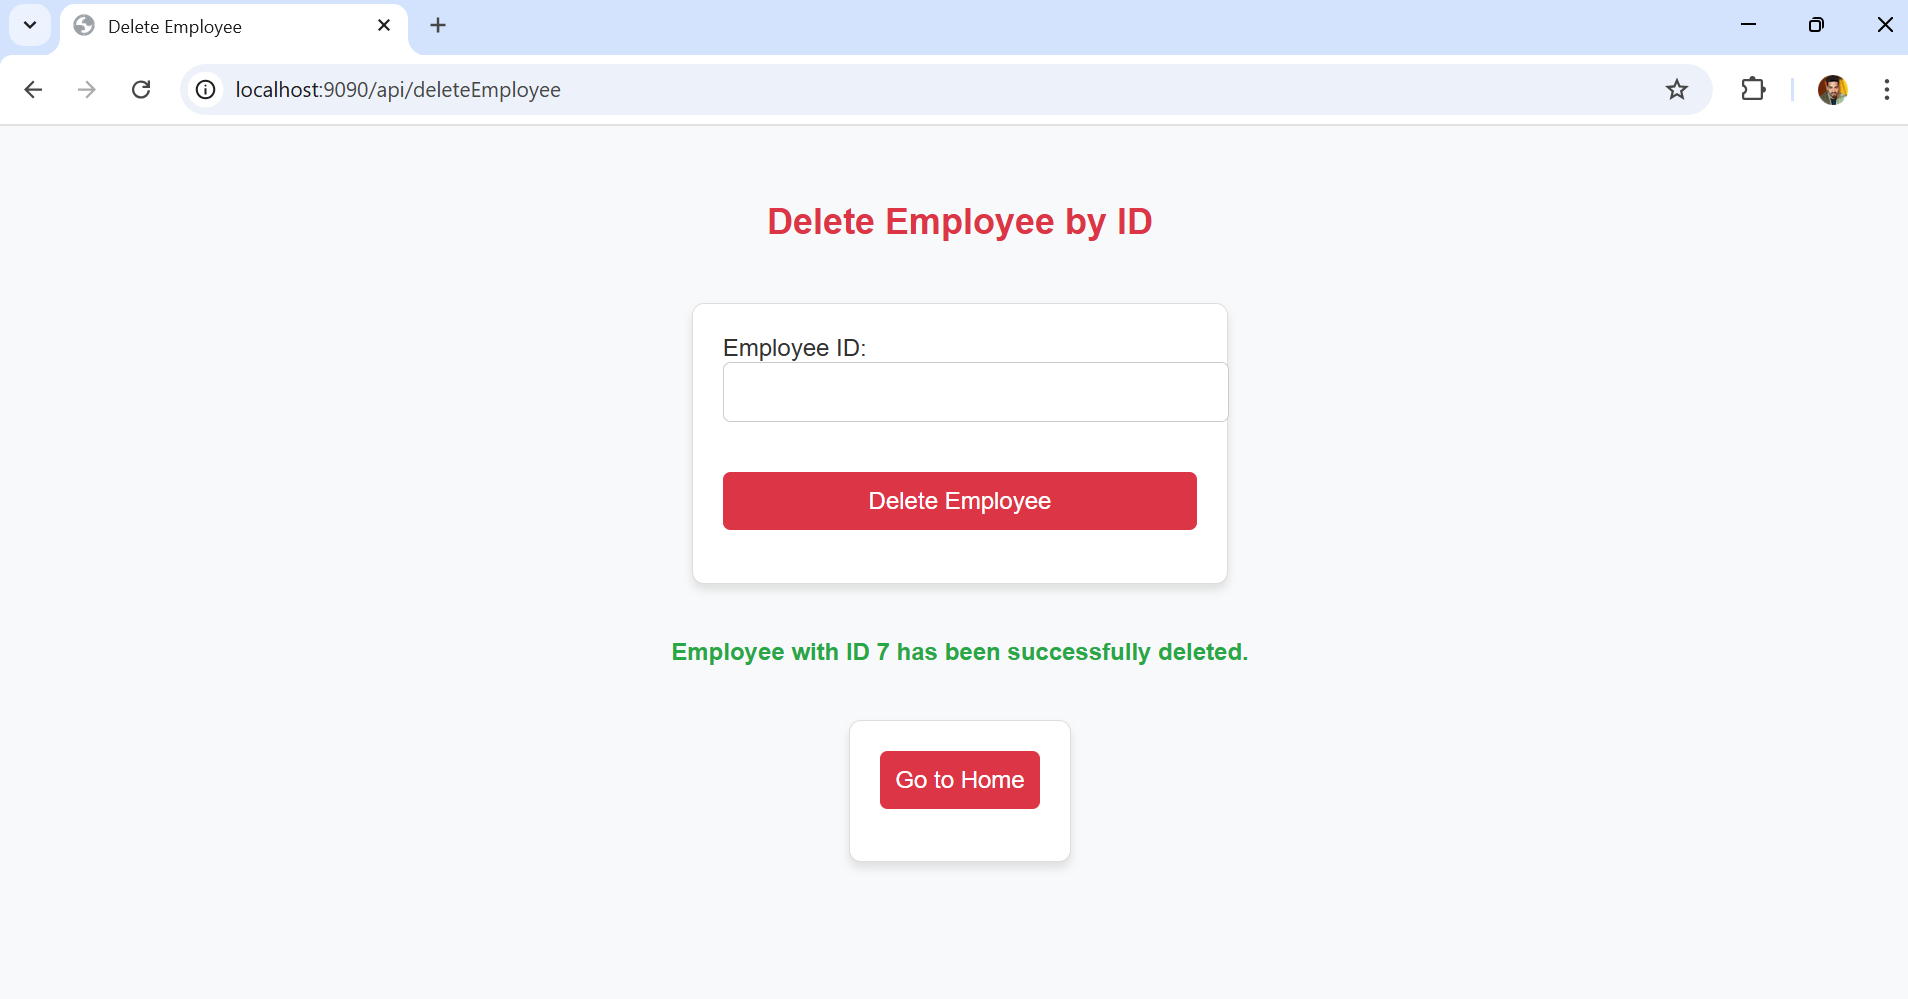 Delete Employee
localhost:9090/api/deleteEmployee
Delete Employee by ID
Employee ID:
Delete Employee
Employee with ID 7 has been successfully deleted.
Go to Home